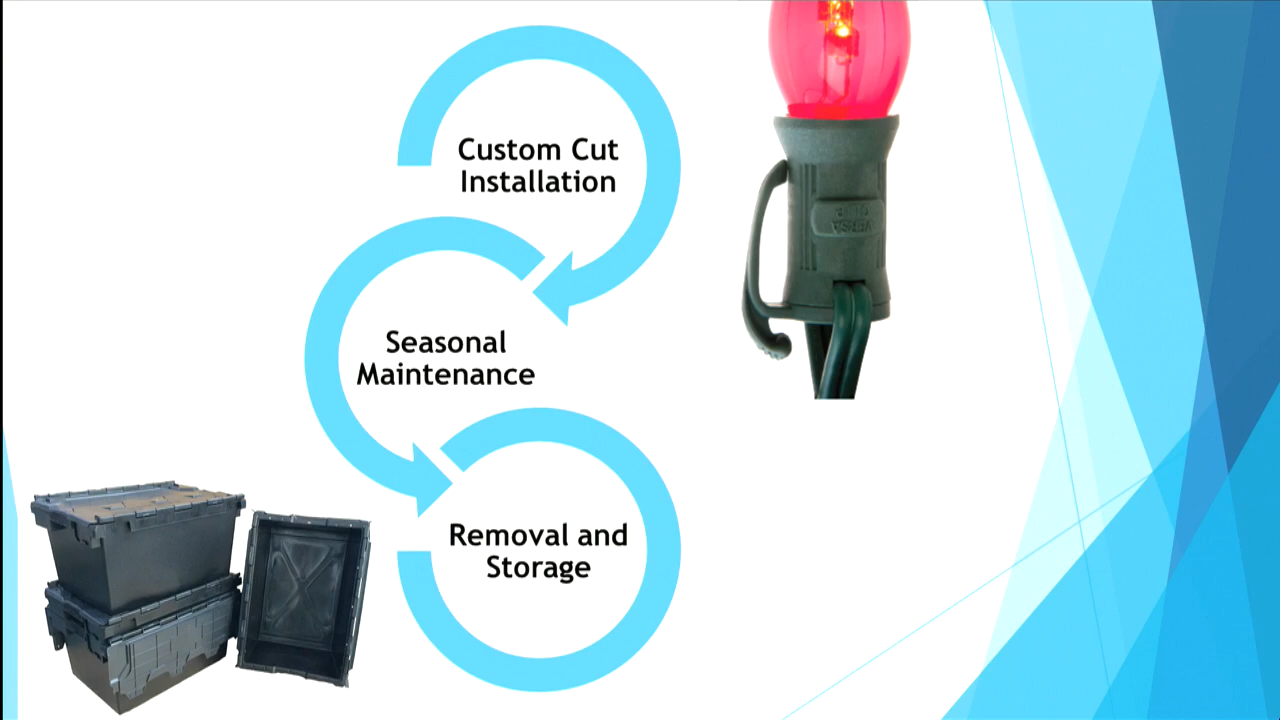 Custom Cut
Installation
Seasonal
Maintenance
Removal and
Storage